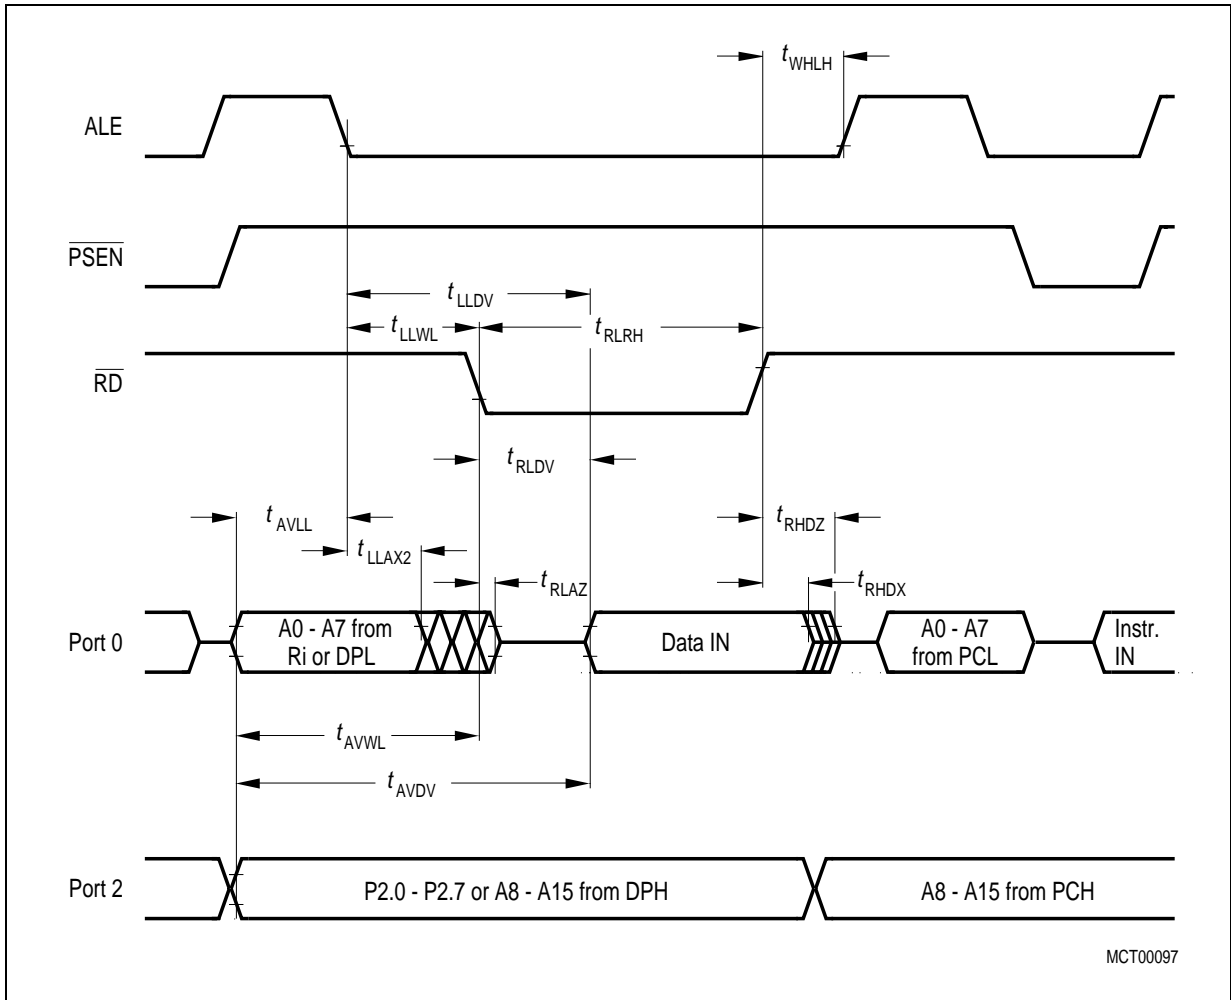 t WHLH
ALE
PSEN
t LLDV
t LLWL
t RLRH
RD
t RLDV
t AVLL
t RHDZ
t LLAX2
t RLAZ
t RHDX
Port 0
A0 - A7 from
Ri or DPL
Data IN
A0 - A7
from PCL
Instr.
IN
t AVWL
t AVDV
Port 2
P2.0 - P2.7 or A8 - A15 from DPH
A8 - A15 from PCH
MCT00097